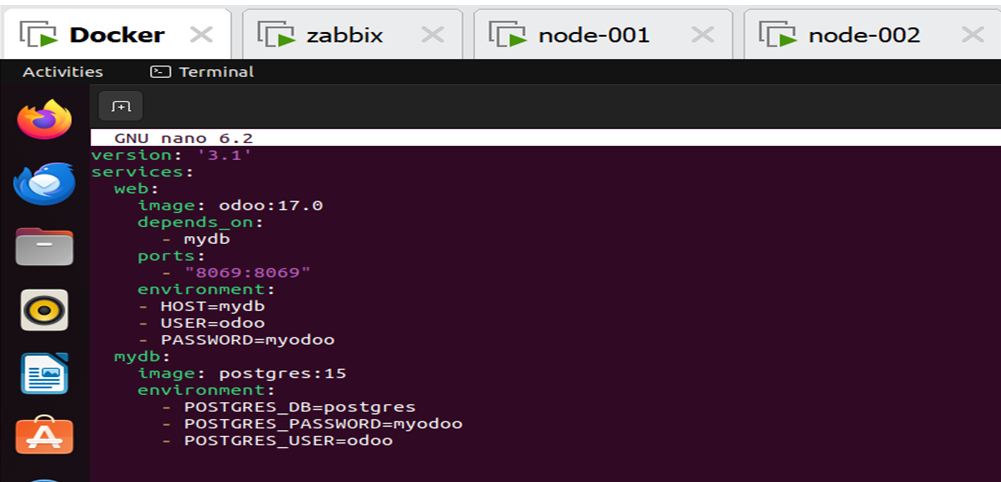 Docker
zabbix
node-001
node-002
Activities
Terminal
GNU nano 6.2
version: '3.1'
services:
  web:
    image: odoo:17.0
    depends_on:
      - mydb
    ports:
      - "8069:8069"
    environment:
    - HOST=mydb
    - USER=odoo
    - PASSWORD=myodoo
  mydb:
    image: postgres:15
    environment:
      - POSTGRES_DB=postgres
      - POSTGRES_PASSWORD=myodoo
      - POSTGRES_USER=odoo